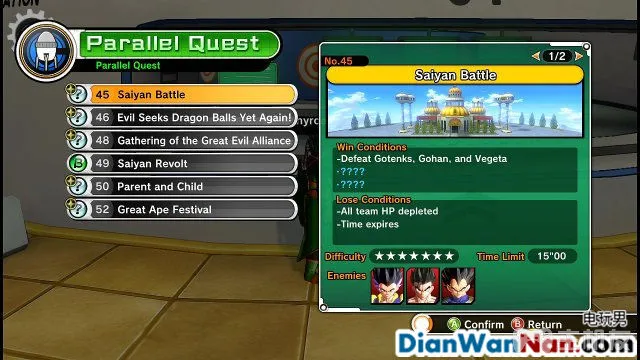 ATION
Parallel Quest
Parallel Quest
45 Saiyan Battle
46 Evil Seeks Dragon Balls Yet Again!
48 Gathering of the Great Evil Alliance
B 49 Saiyan Revolt
50 Parent and Child
52 Great Ape Festival
No.45
1/2
Saiyan Battle
Win Conditions
-Defeat Gotenks, Gohan, and Vegeta
-????
-????
Lose Conditions
-All team HP depleted
-Time expires
Difficulty ★★★★★★★ Time Limit 15"00
Enemies
A Confirm B Return
电玩男
DianWanNan.com